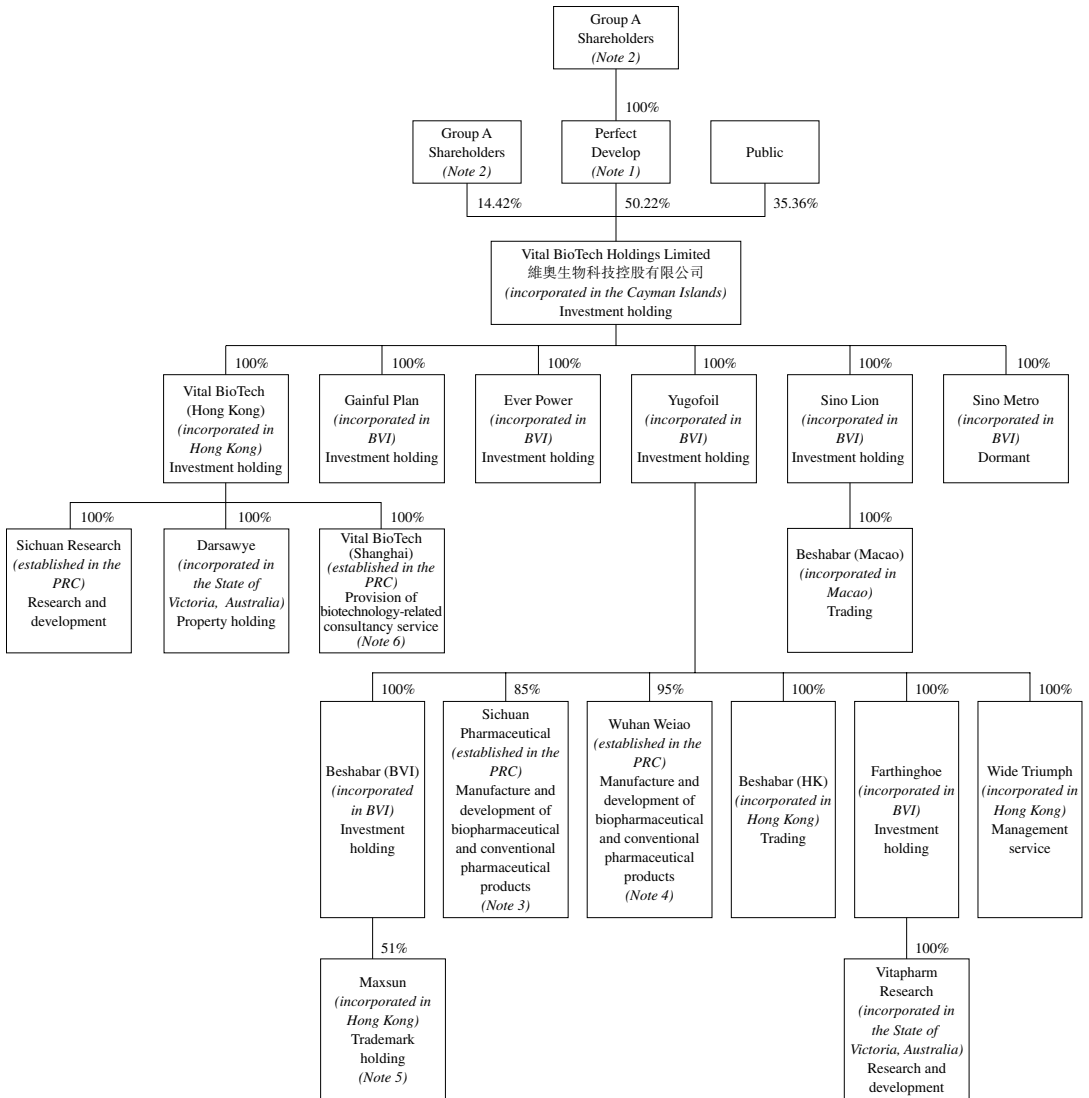 Group A
Shareholders
(Note 2)
100%
Group A
Shareholders
(Note 2)
Perfect
Develop
(Note 1)
Public
14.42%
50.22%
35.36%
Vital BioTech Holdings Limited
維奧生物科技控股有限公司
(incorporated in the Cayman Islands)
Investment holding
100%
100%
100%
100%
100%
100%
Vital BioTech
(Hong Kong)
(incorporated in
Hong Kong)
Investment holding
Gainful Plan
(incorporated in
BVI)
Investment holding
Ever Power
(incorporated in
BVI)
Investment holding
Yugofoil
(incorporated in
BVI)
Investment holding
Sino Lion
(incorporated in
BVI)
Investment holding
Sino Metro
(incorporated in
BVI)
Dormant
100%
100%
100%
100%
Sichuan Research
(established in the
PRC)
Research and
development
Darsawye
(incorporated in
the State of
Victoria, Australia)
Property holding
Vital BioTech
(Shanghai)
(established in the
PRC)
Provision of
biotechnology-related
consultancy service
(Note 6)
Beshabar (Macao)
(incorporated in
Macao)
Trading
100%
85%
95%
100%
100%
100%
Beshabar (BVI)
(incorporated
in BVI)
Investment
holding
Sichuan
Pharmaceutical
(established in the
PRC)
Manufacture and
development of
biopharmaceutical
and conventional
pharmaceutical
products
(Note 3)
Wuhan Weiao
(established in the
PRC)
Manufacture and
development of
biopharmaceutical
and conventional
pharmaceutical
products
(Note 4)
Beshabar (HK)
(incorporated in
Hong Kong)
Trading
Farthinghoe
(incorporated in
BVI)
Investment
holding
Wide Triumph
(incorporated in
Hong Kong)
Management
service
51%
100%
Maxsun
(incorporated in
Hong Kong)
Trademark
holding
(Note 5)
Vitapharm
Research
(incorporated in
the State of
Victoria, Australia)
Research and
development